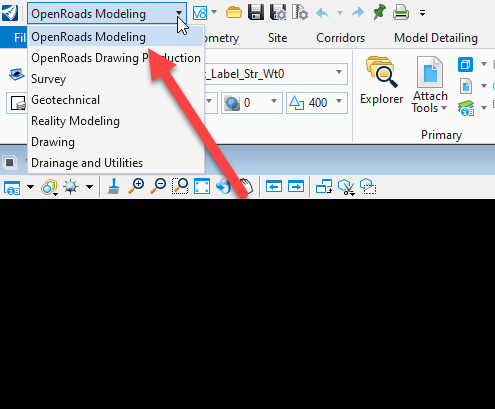 OpenRoads Modeling
Fil ometry Site Corridors Model Detailing
OpenRoads Modeling
OpenRoads Drawing Production
Survey
Geotechnical
Reality Modeling
Drawing
Drainage and Utilities
_Label_Str_Wt0
0 400
Explorer Attach
Tools
Primary